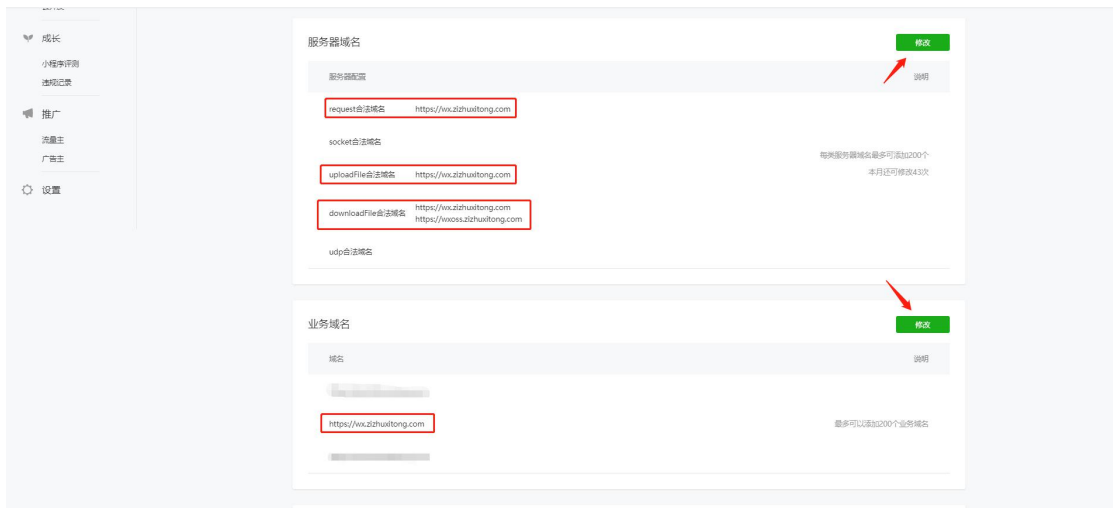 成长
小程序评测
违规记录
推广
流量主
广告主
设置
服务器域名
修改
服务器配置
说明
request合法域名 https://wx.zizhuxitong.com
socket合法域名
每类服务器域名最多可添加200个
本月还可修改43次
uploadFile合法域名 https://wx.zizhuxitong.com
downloadFile合法域名 https://wx.zizhuxitong.com
https://wxoss.zizhuxitong.com
udp合法域名
业务域名
修改
域名
说明
https://wx.zizhuxitong.com
最多可以添加200个业务域名